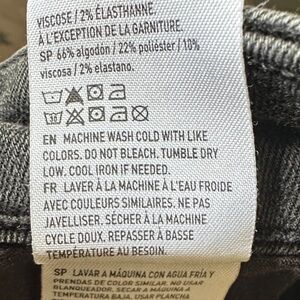 VISCOSE / 2% ÉLASTHANNE.
À L'EXCEPTION DE LA GARNITURE.
SP 66% algodón / 22% poliéster / 10%
viscosa / 2% elastano.
EN MACHINE WASH COLD WITH LIKE
COLORS. DO NOT BLEACH. TUMBLE DRY
LOW. COOL IRON IF NEEDED.
FR LAVER À LA MACHINE À L'EAU FROIDE
AVEC COULEURS SIMILAIRES. NE PAS
JAVELLISER. SÉCHER À LA MACHINE
CYCLE DOUX. REPASSER À BASSE
TEMPÉRATURE AU BESOIN.
SP LAVAR A MÁQUINA CON AGUA FRÍA Y
PRENDAS DE COLOR SIMILAR. NO USAR
BLANQUEADOR. SECAR A MÁQUINA A
TEMPERATURA BAJA. USAR PLANCHA